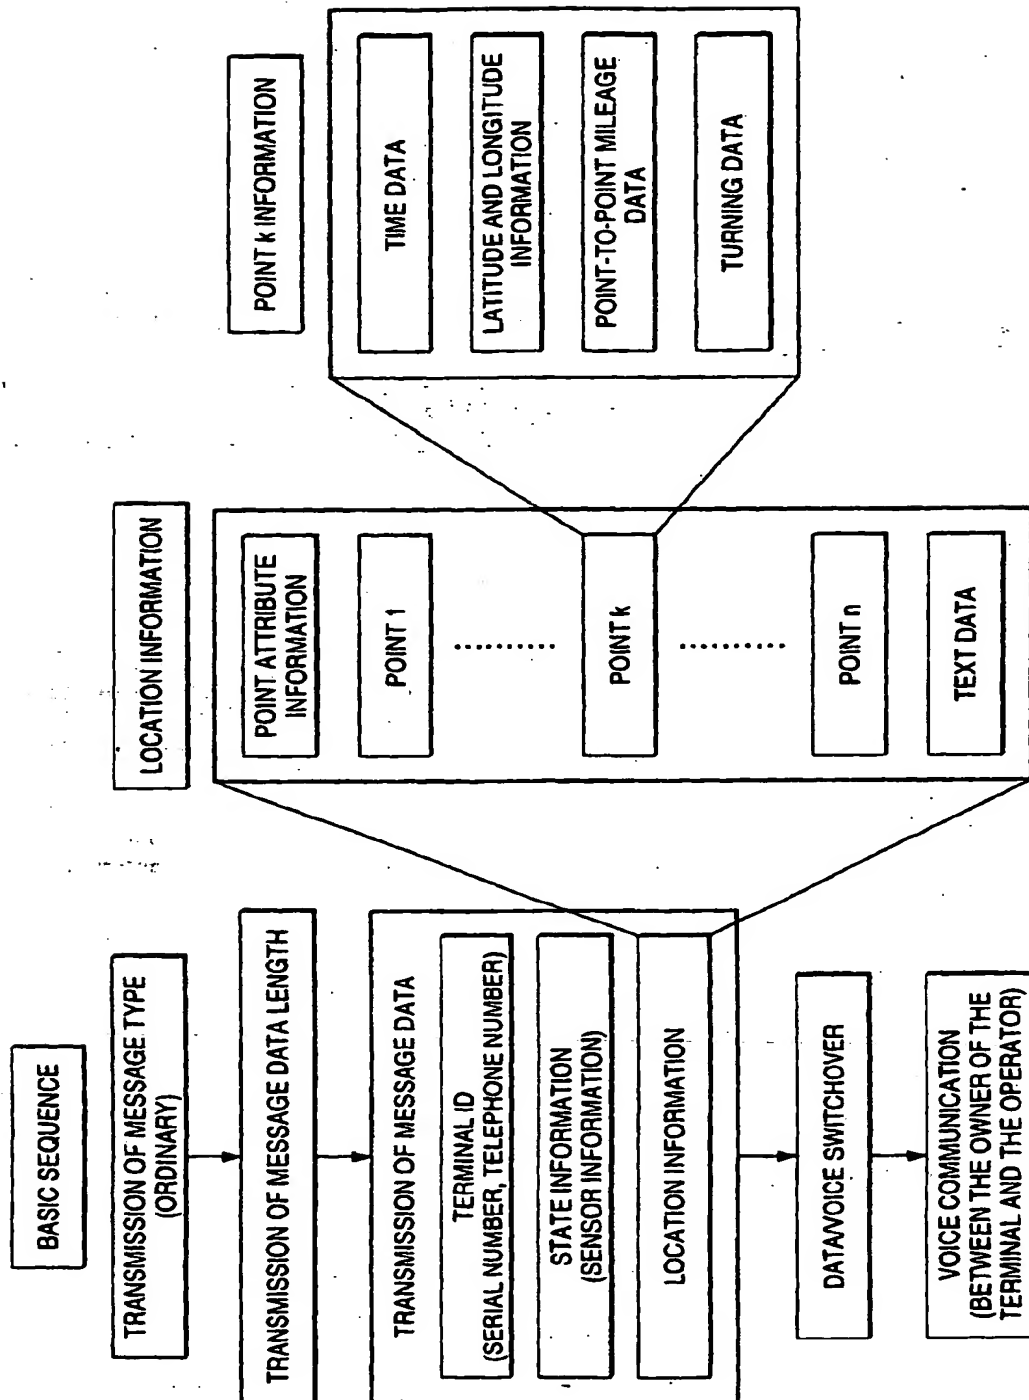 BASIC SEQUENCE
TRANSMISSION OF MESSAGE TYPE
(ORDINARY)
TRANSMISSION OF MESSAGE DATA LENGTH
TRANSMISSION OF MESSAGE DATA
TERMINAL ID
(SERIAL NUMBER, TELEPHONE NUMBER)
STATE INFORMATION
(SENSOR INFORMATION)
LOCATION INFORMATION
DATA/VOICE SWITCHOVER
VOICE COMMUNICATION
(BETWEEN THE OWNER OF THE
TERMINAL AND THE OPERATOR)
LOCATION INFORMATION
POINT ATTRIBUTE
INFORMATION
POINT 1
POINT k
POINT n
TEXT DATA
POINT k INFORMATION
TIME DATA
LATITUDE AND LONGITUDE
INFORMATION
POINT-TO-POINT MILEAGE
DATA
TURNING DATA